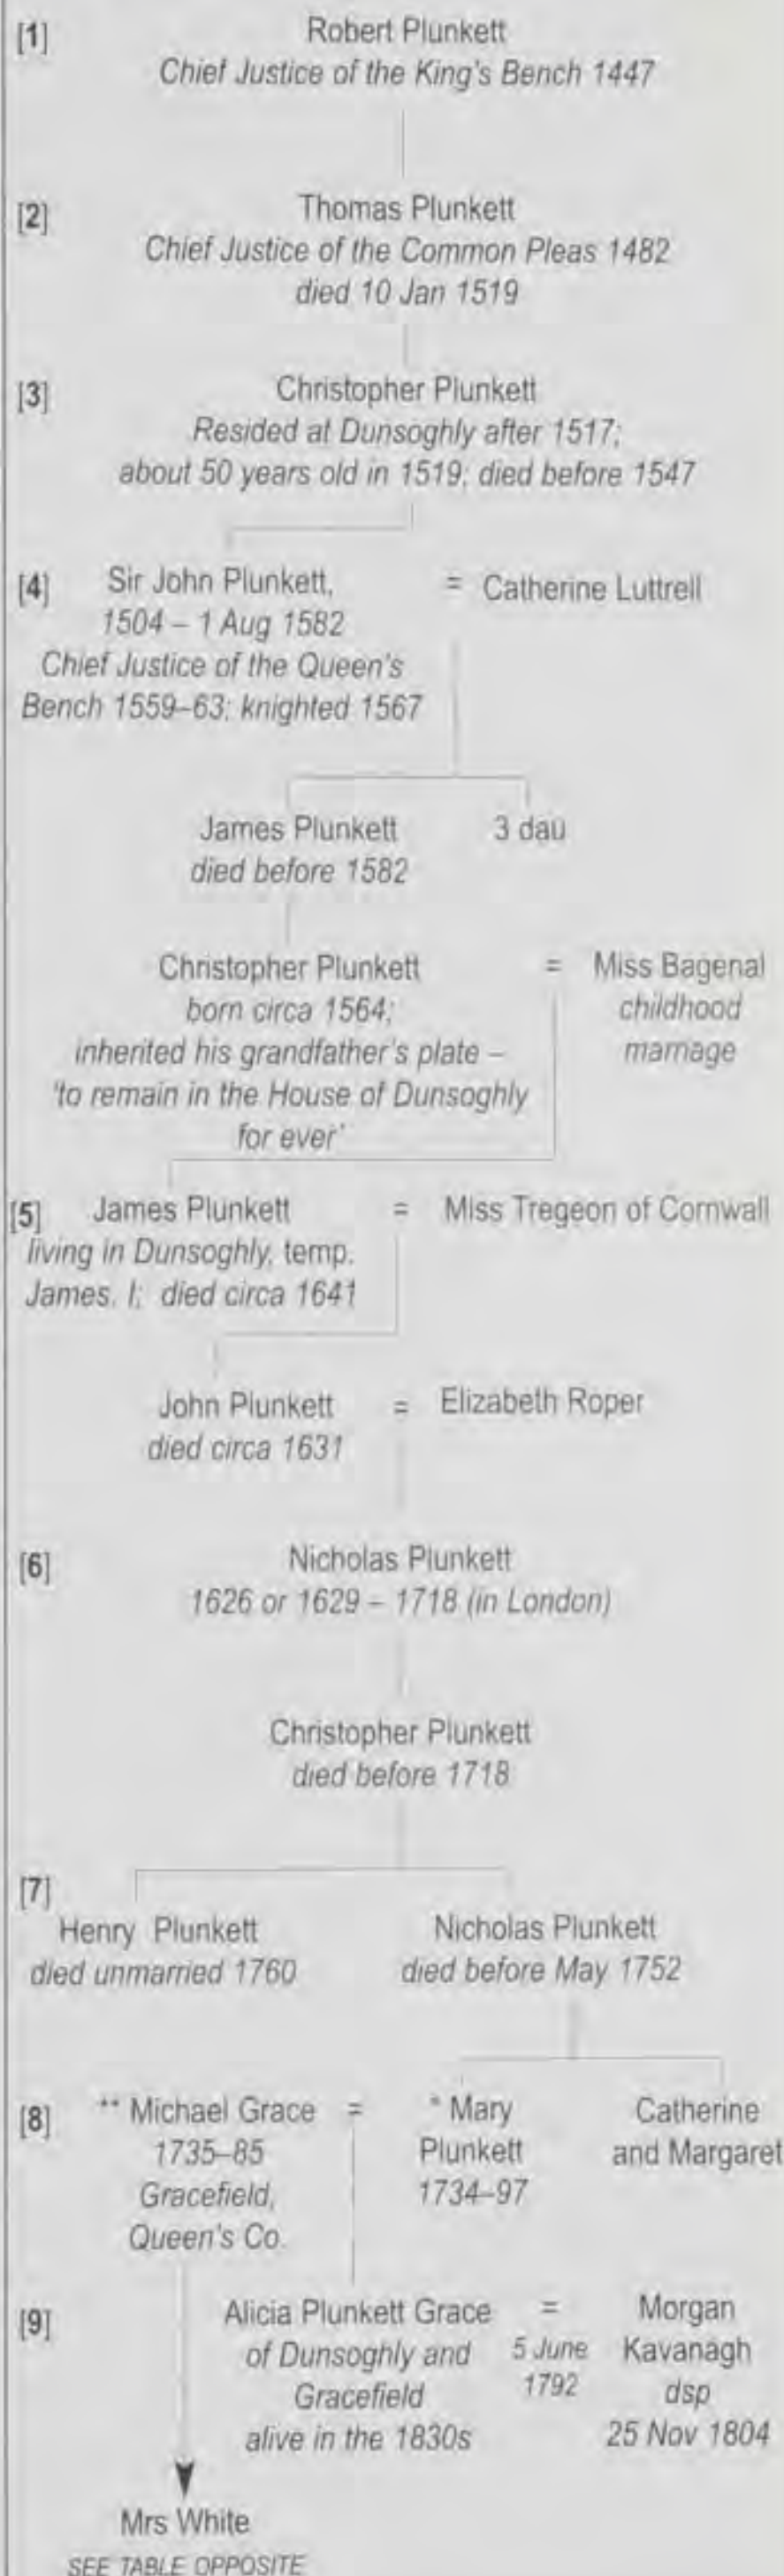 [1] Robert Plunkett
Chief Justice of the King's Bench 1447
[2] Thomas Plunkett
Chief Justice of the Common Pleas 1482
died 10 Jan 1519
[3] Christopher Plunkett
Resided at Dunsoghly after 1517;
about 50 years old in 1519; died before 1547
[4] Sir John Plunkett, = Catherine Luttrell
1504 – 1 Aug 1582
Chief Justice of the Queen's
Bench 1559–63; knighted 1567
James Plunkett 3 dau
died before 1582
Christopher Plunkett = Miss Bagenal
born circa 1564; childhood
inherited his grandfather's plate – marriage
'to remain in the House of Dunsoghly
for ever'
[5] James Plunkett = Miss Tregeon of Cornwall
living in Dunsoghly, temp.
James. I; died circa 1641
John Plunkett = Elizabeth Roper
died circa 1631
[6] Nicholas Plunkett
1626 or 1629 – 1718 (in London)
Christopher Plunkett
died before 1718
[7]
Henry Plunkett Nicholas Plunkett
died unmarried 1760 died before May 1752
[8] ** Michael Grace = * Mary Catherine
1735–85 Plunkett and Margaret
Gracefield, 1734–97
Queen's Co.
[9] Alicia Plunkett Grace = Morgan
of Dunsoghly and 5 June Kavanagh
Gracefield 1792 dsp
alive in the 1830s 25 Nov 1804
Mrs White
SEE TABLE OPPOSITE